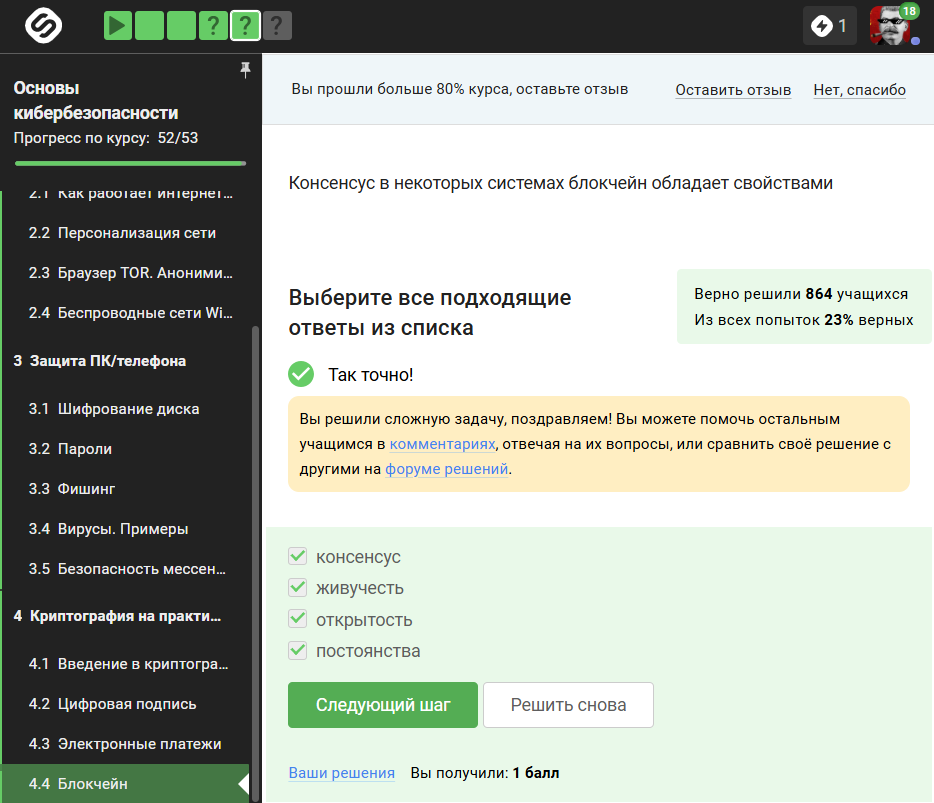 ? ? ?
1
18
Основы
кибербезопасности
Прогресс по курсу: 52/53
2.1 Как работает интернет…
2.2 Персонализация сети
2.3 Браузер TOR. Аноними…
2.4 Беспроводные сети Wi…
3 Защита ПК/телефона
3.1 Шифрование диска
3.2 Пароли
3.3 Фишинг
3.4 Вирусы. Примеры
3.5 Безопасность мессен…
4 Криптография на практи…
4.1 Введение в криптогра…
4.2 Цифровая подпись
4.3 Электронные платежи
4.4 Блокчейн
Вы прошли больше 80% курса, оставьте отзыв
Оставить отзыв
Нет, спасибо
Консенсус в некоторых системах блокчейн обладает свойствами
Выберите все подходящие
ответы из списка
Верно решили 864 учащихся
Из всех попыток 23% верных
Так точно!
Вы решили сложную задачу, поздравляем! Вы можете помочь остальным
учащимся в комментариях, отвечая на их вопросы, или сравнить своё решение с
другими на форуме решений.
консенсус
живучесть
открытость
постоянства
Следующий шаг
Решить снова
Ваши решения Вы получили: 1 балл